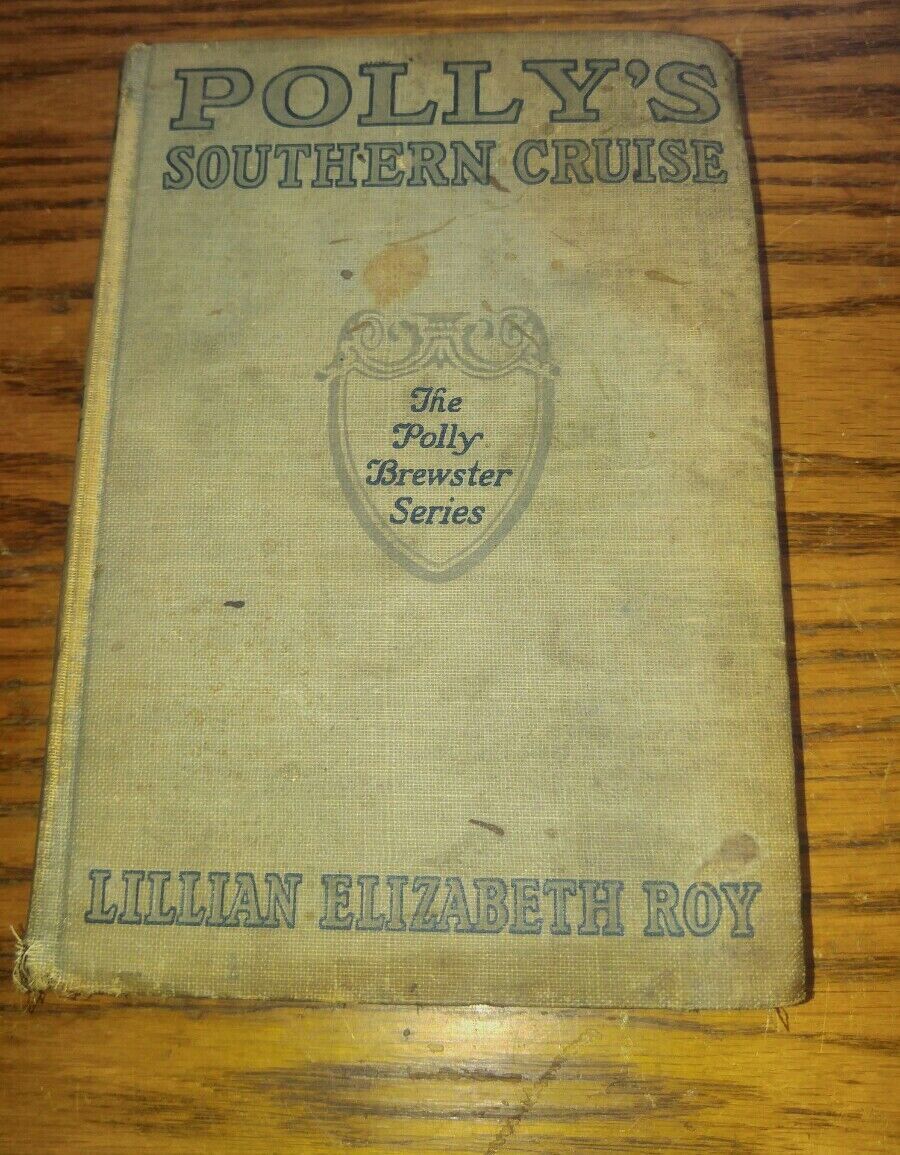 POLLY'S
SOUTHERN CRUISE
The
Polly
Brewster
Series
LILLIAN ELIZABETH ROY